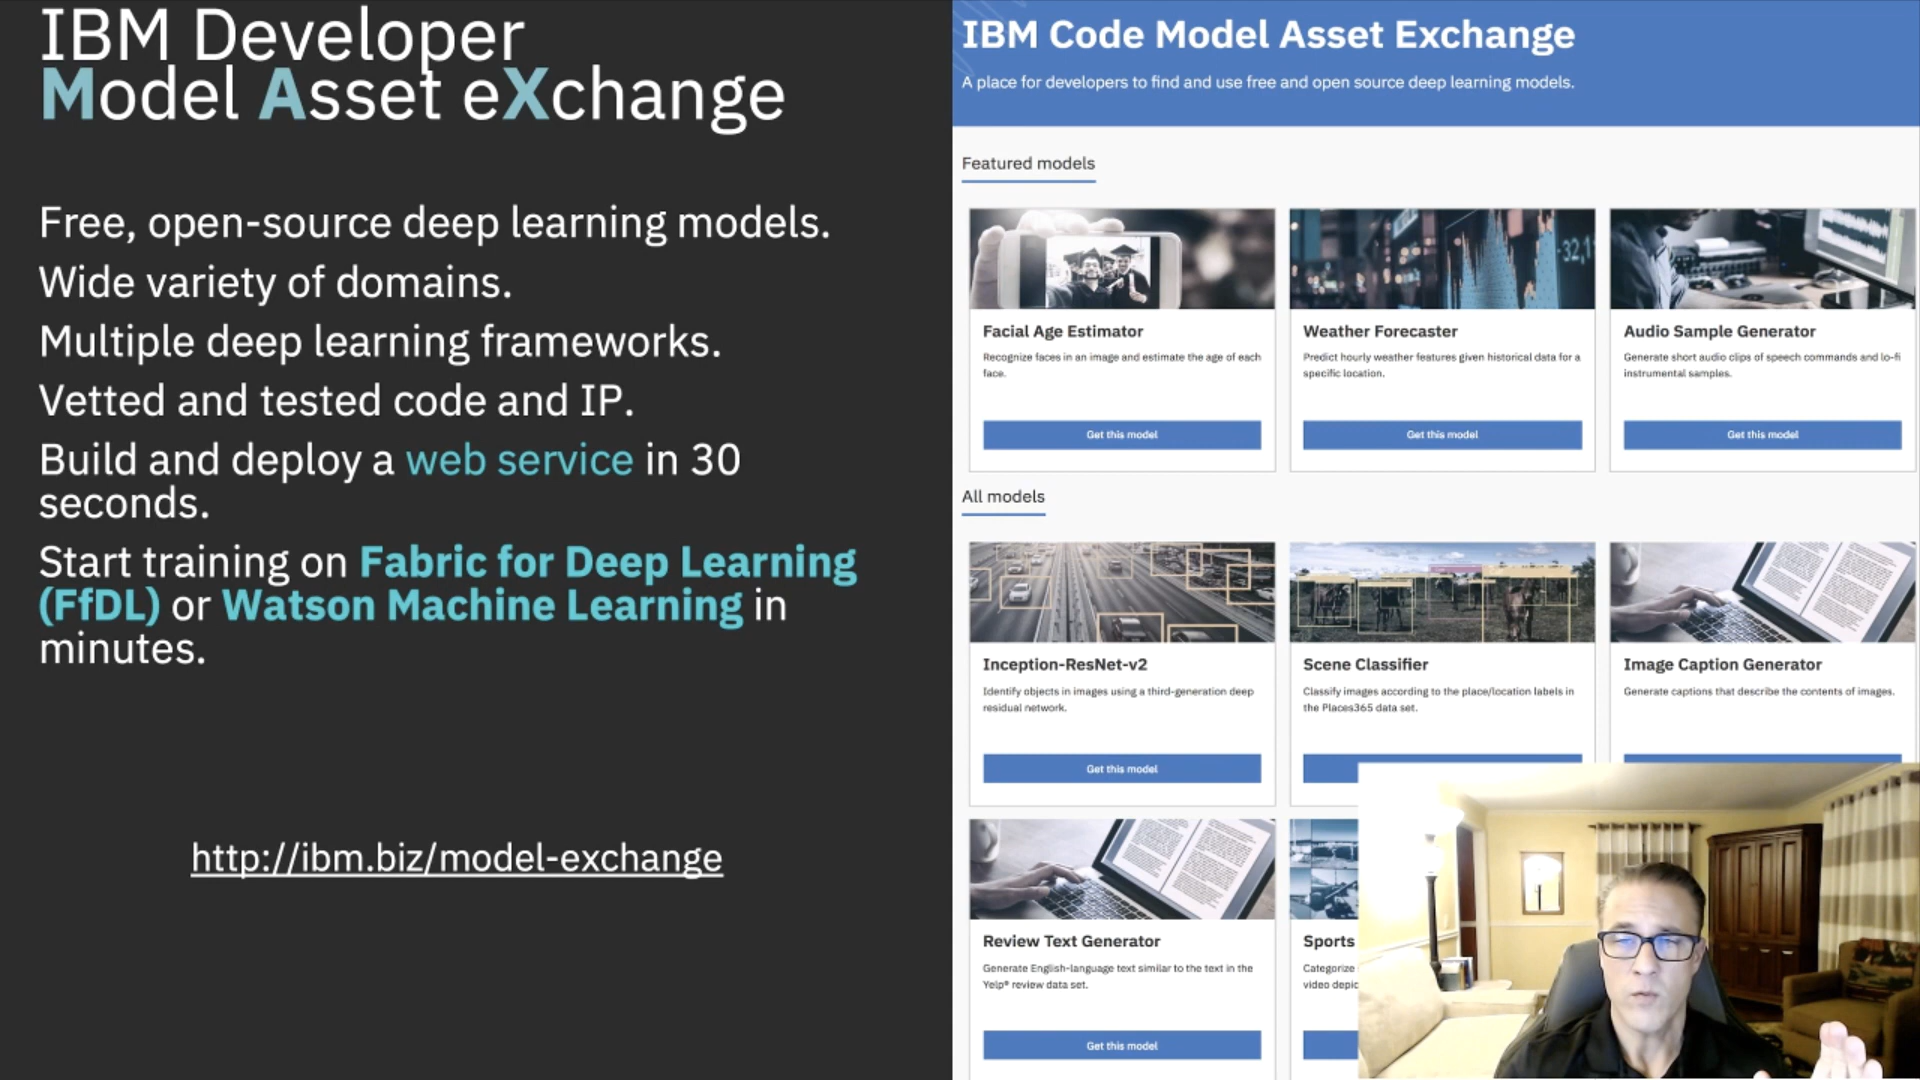 IBM Developer
Model Asset eXchange
Free, open-source deep learning models.
Wide variety of domains.
Multiple deep learning frameworks.
Vetted and tested code and IP.
Build and deploy a web service in 30
seconds.
Start training on Fabric for Deep Learning
(FfDL) or Watson Machine Learning in
minutes.
http://ibm.biz/model-exchange
IBM Code Model Asset Exchange
A place for developers to find and use free and open source deep learning models.
Featured models
-32,1
Facial Age Estimator
Recognize faces in an image and estimate the age of each
face.
Get this model
Weather Forecaster
Predict hourly weather features given historical data for a
specific location.
Get this model
Audio Sample Generator
Generate short audio clips of speech commands and lo-fi
instrumental samples.
Get this model
All models
Inception-ResNet-v2
Identify objects in images using a third-generation deep
residual network.
Get this model
Scene Classifier
Classify images according to the place/location labels in
the Places365 data set.
Image Caption Generator
Generate captions that describe the contents of images.
Review Text Generator
Generate English-language text similar to the text in the
Yelp® review data set.
Get this model
Sports
Categorize
video depic